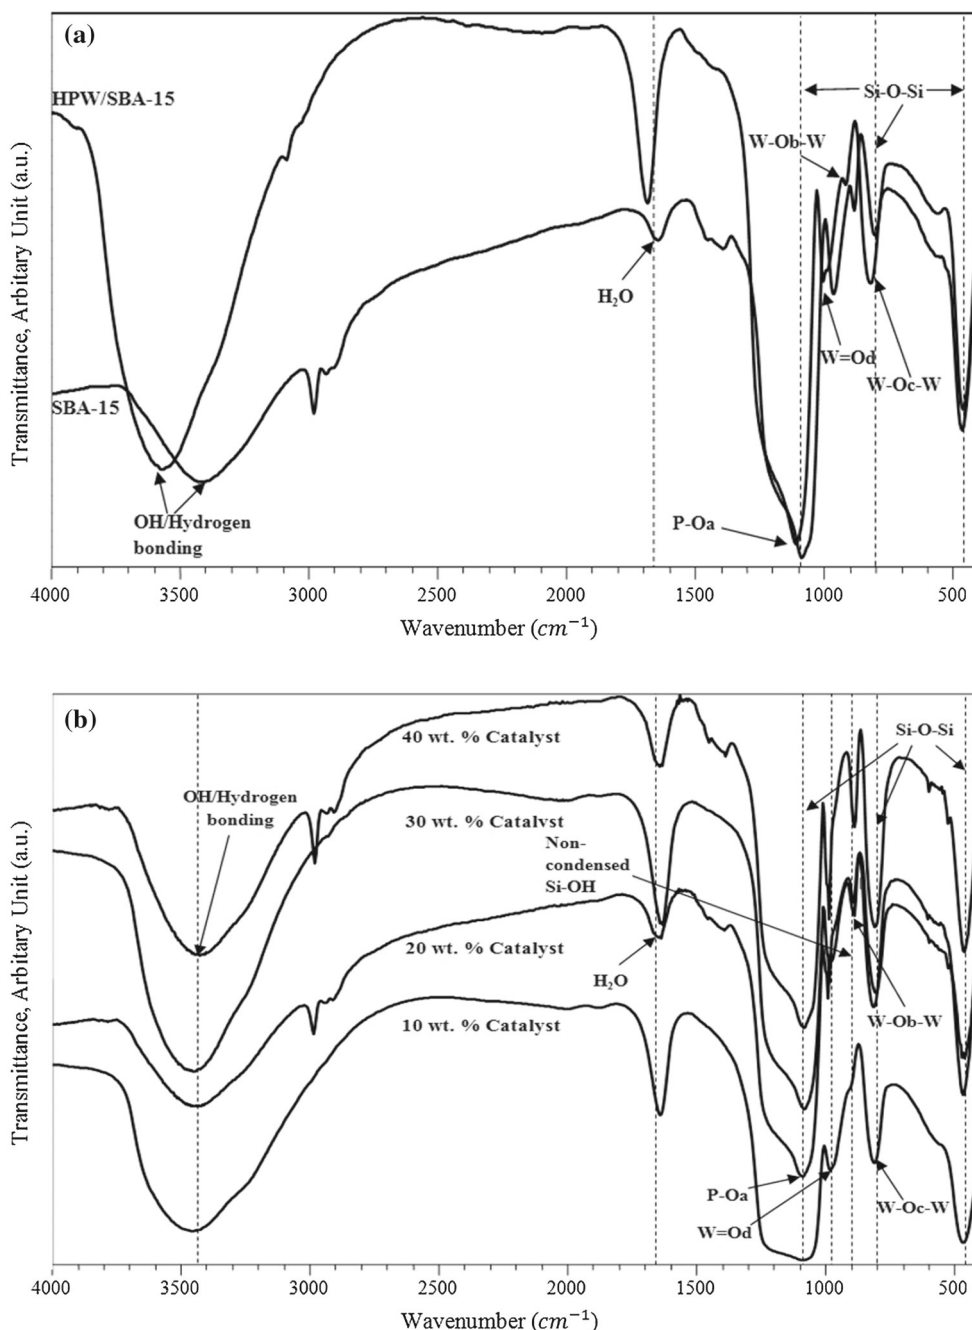 (a)
HPW/SBA-15
Si-O-Si
W-Ob-W
H₂O
W=Od
W-Oc-W
SBA-15
OH/Hydrogen
bonding
P-Oa
Transmittance, Arbitary Unit (a.u.)
4000 3500 3000 2500 2000 1500 1000 500
Wavenumber (cm⁻¹)
(b)
40 wt. % Catalyst
Si-O-Si
OH/Hydrogen
bonding
30 wt. % Catalyst
Non-
condensed
Si-OH
20 wt. % Catalyst
H₂O
W-Ob-W
10 wt. % Catalyst
P-Oa
W-Oc-W
W=Od
Transmittance, Arbitary Unit (a.u.)
4000 3500 3000 2500 2000 1500 1000 500
Wavenumber (cm⁻¹)